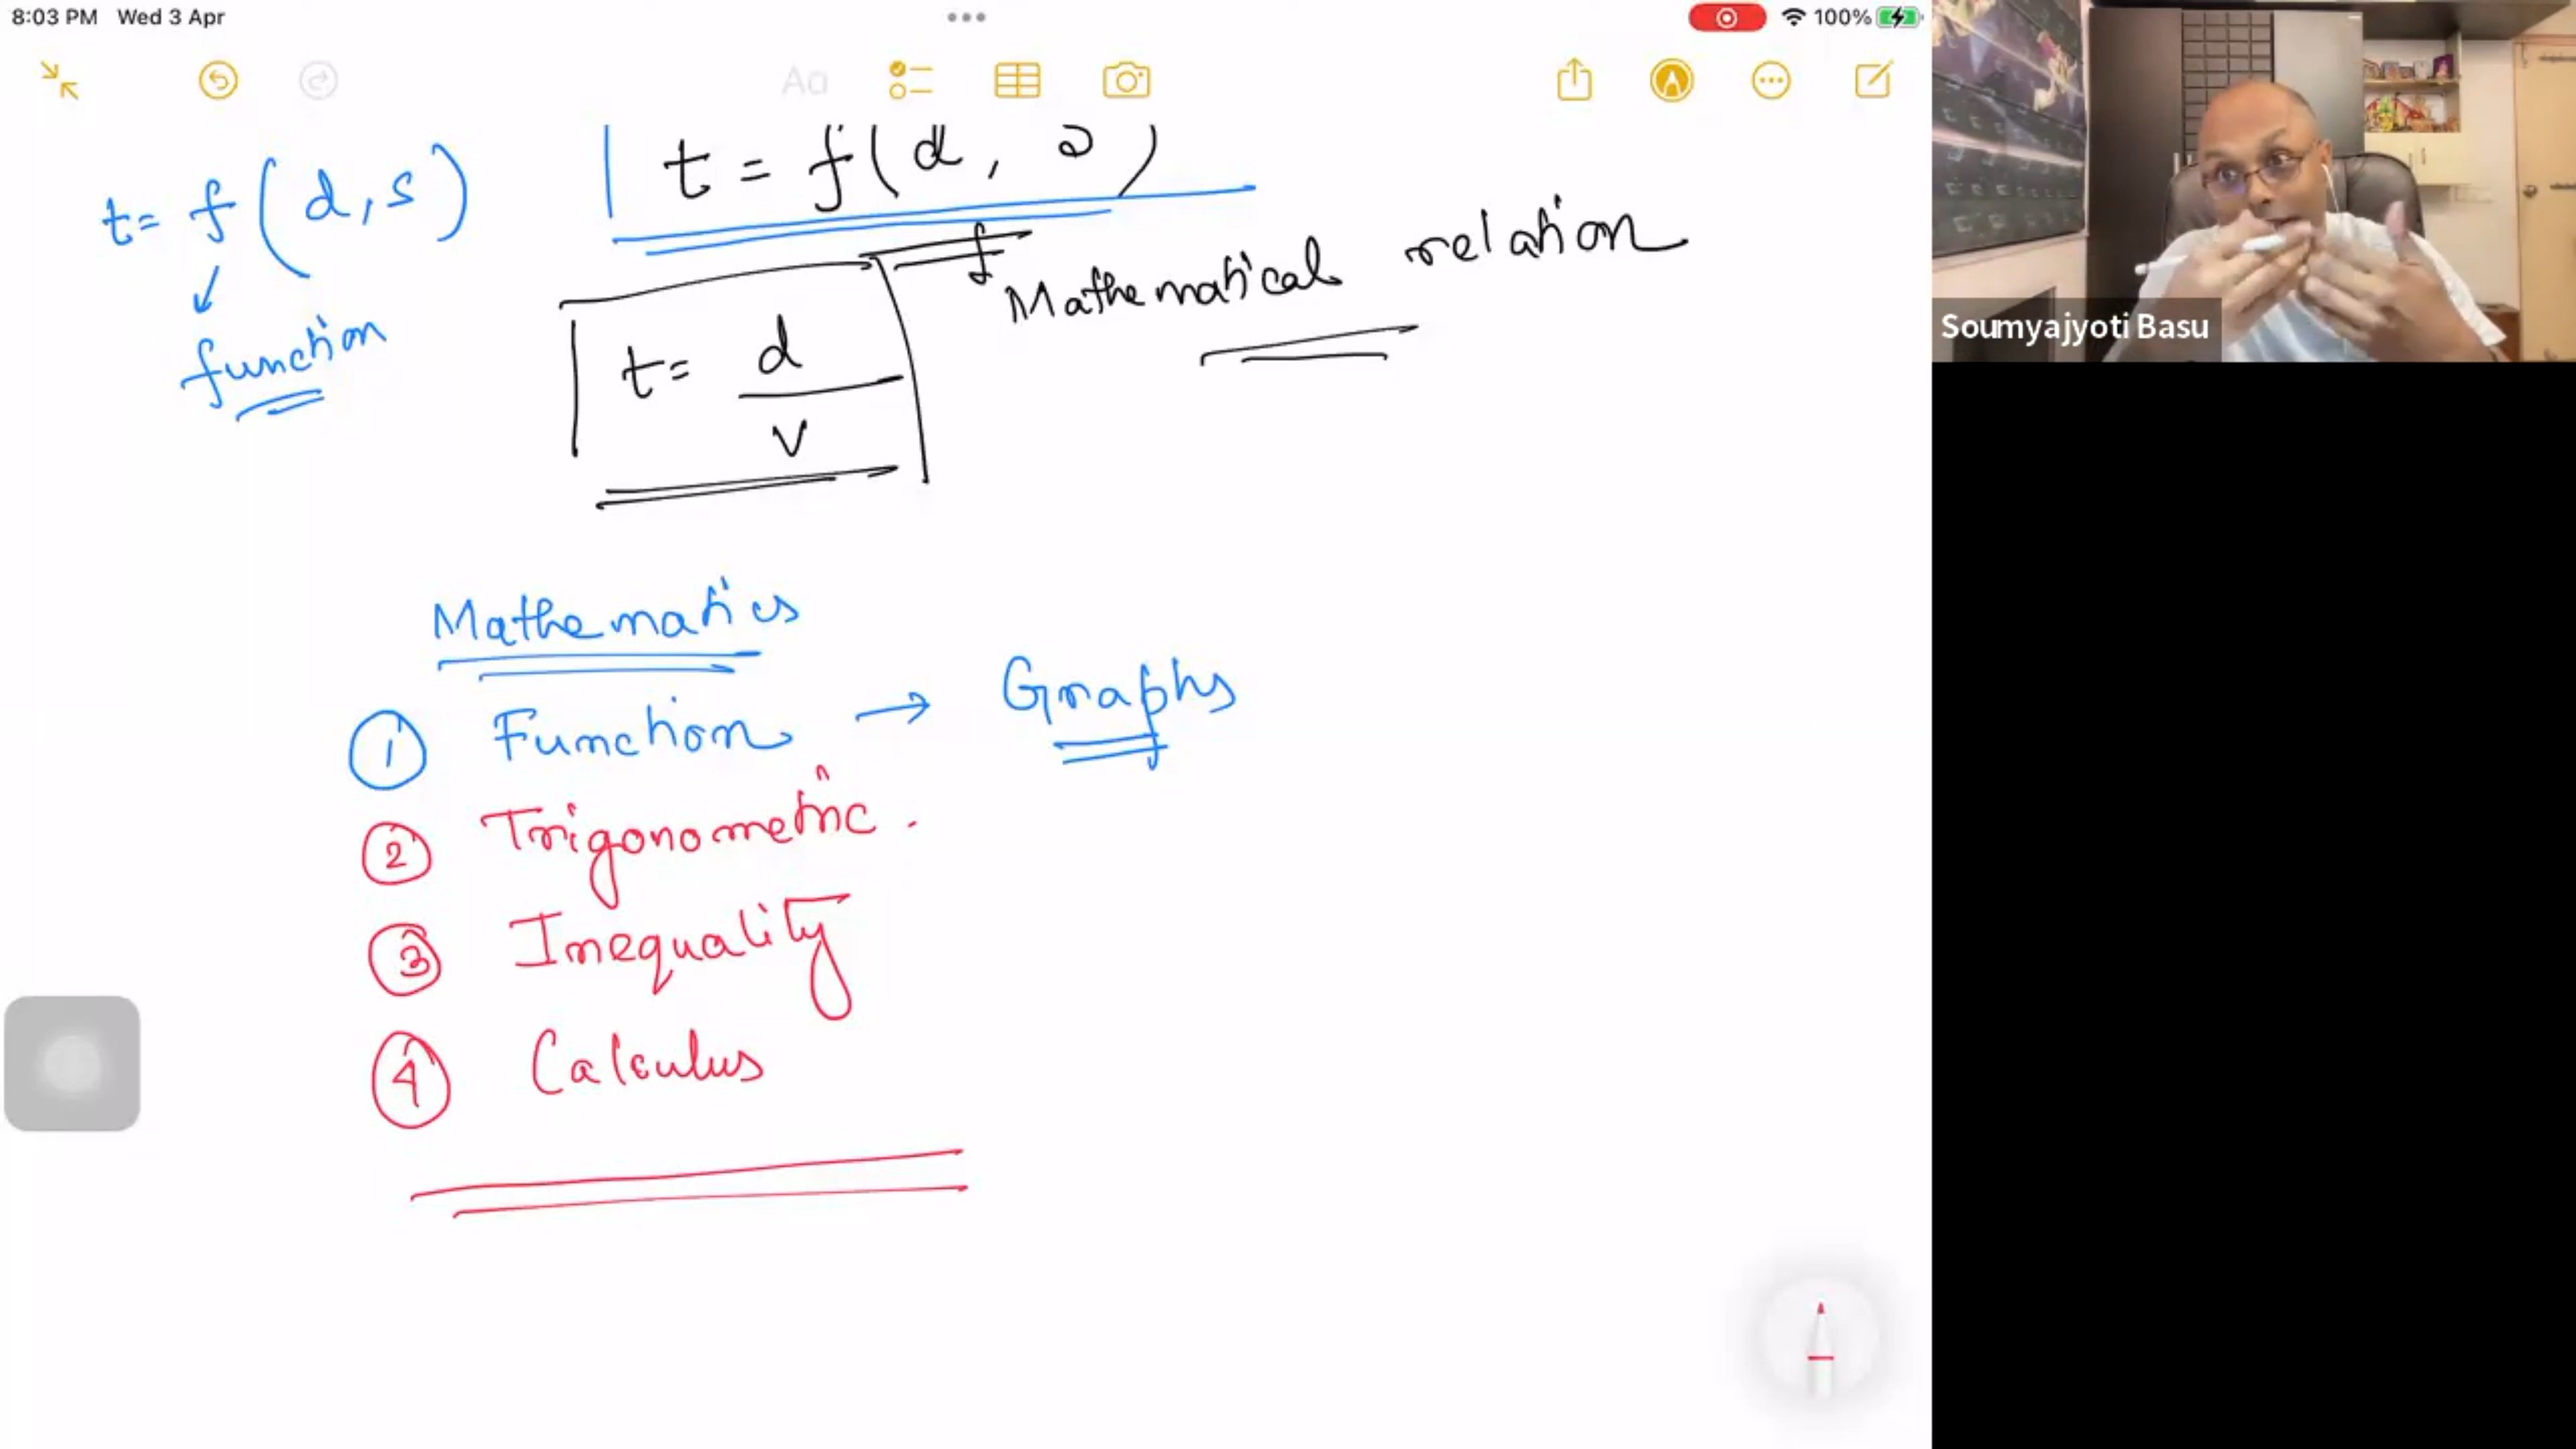 8:03 PM Wed 3 Apr
100%
Aa
t = f(d, s)
t = f(d, s)
f
Mathematical relation
function
t = d
v
Soumyajyoti Basu
Mathematics
1 Function → Graphs
2 Trigonometric.
3 Inequality
4 Calculus